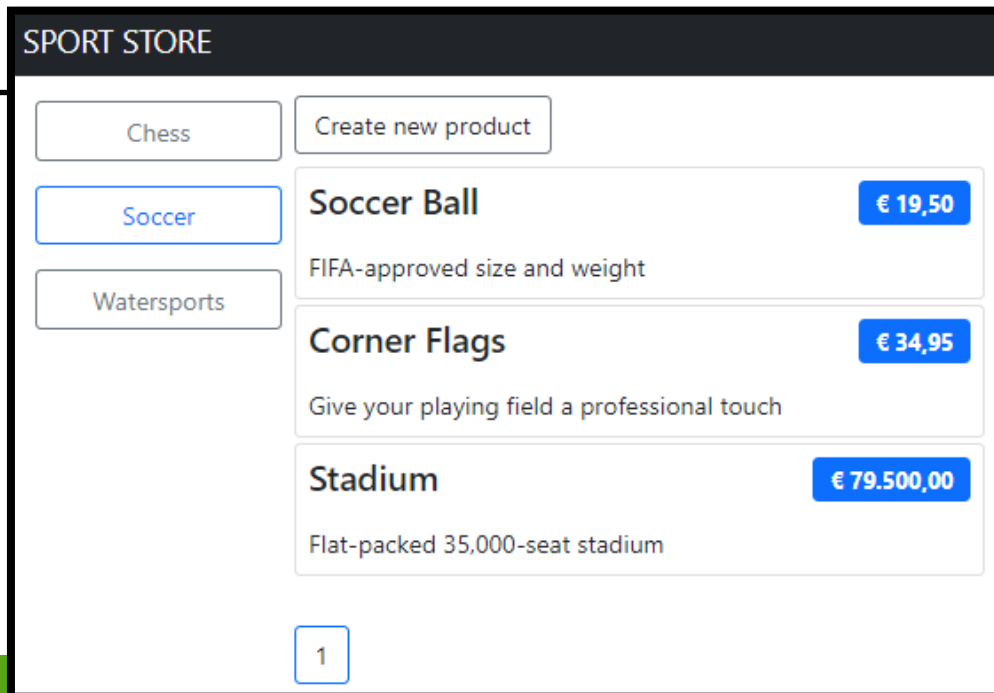 SPORT STORE
Chess
Soccer
Watersports
Create new product
Soccer Ball
€ 19,50
FIFA-approved size and weight
Corner Flags
€ 34,95
Give your playing field a professional touch
Stadium
€ 79.500,00
Flat-packed 35,000-seat stadium
1